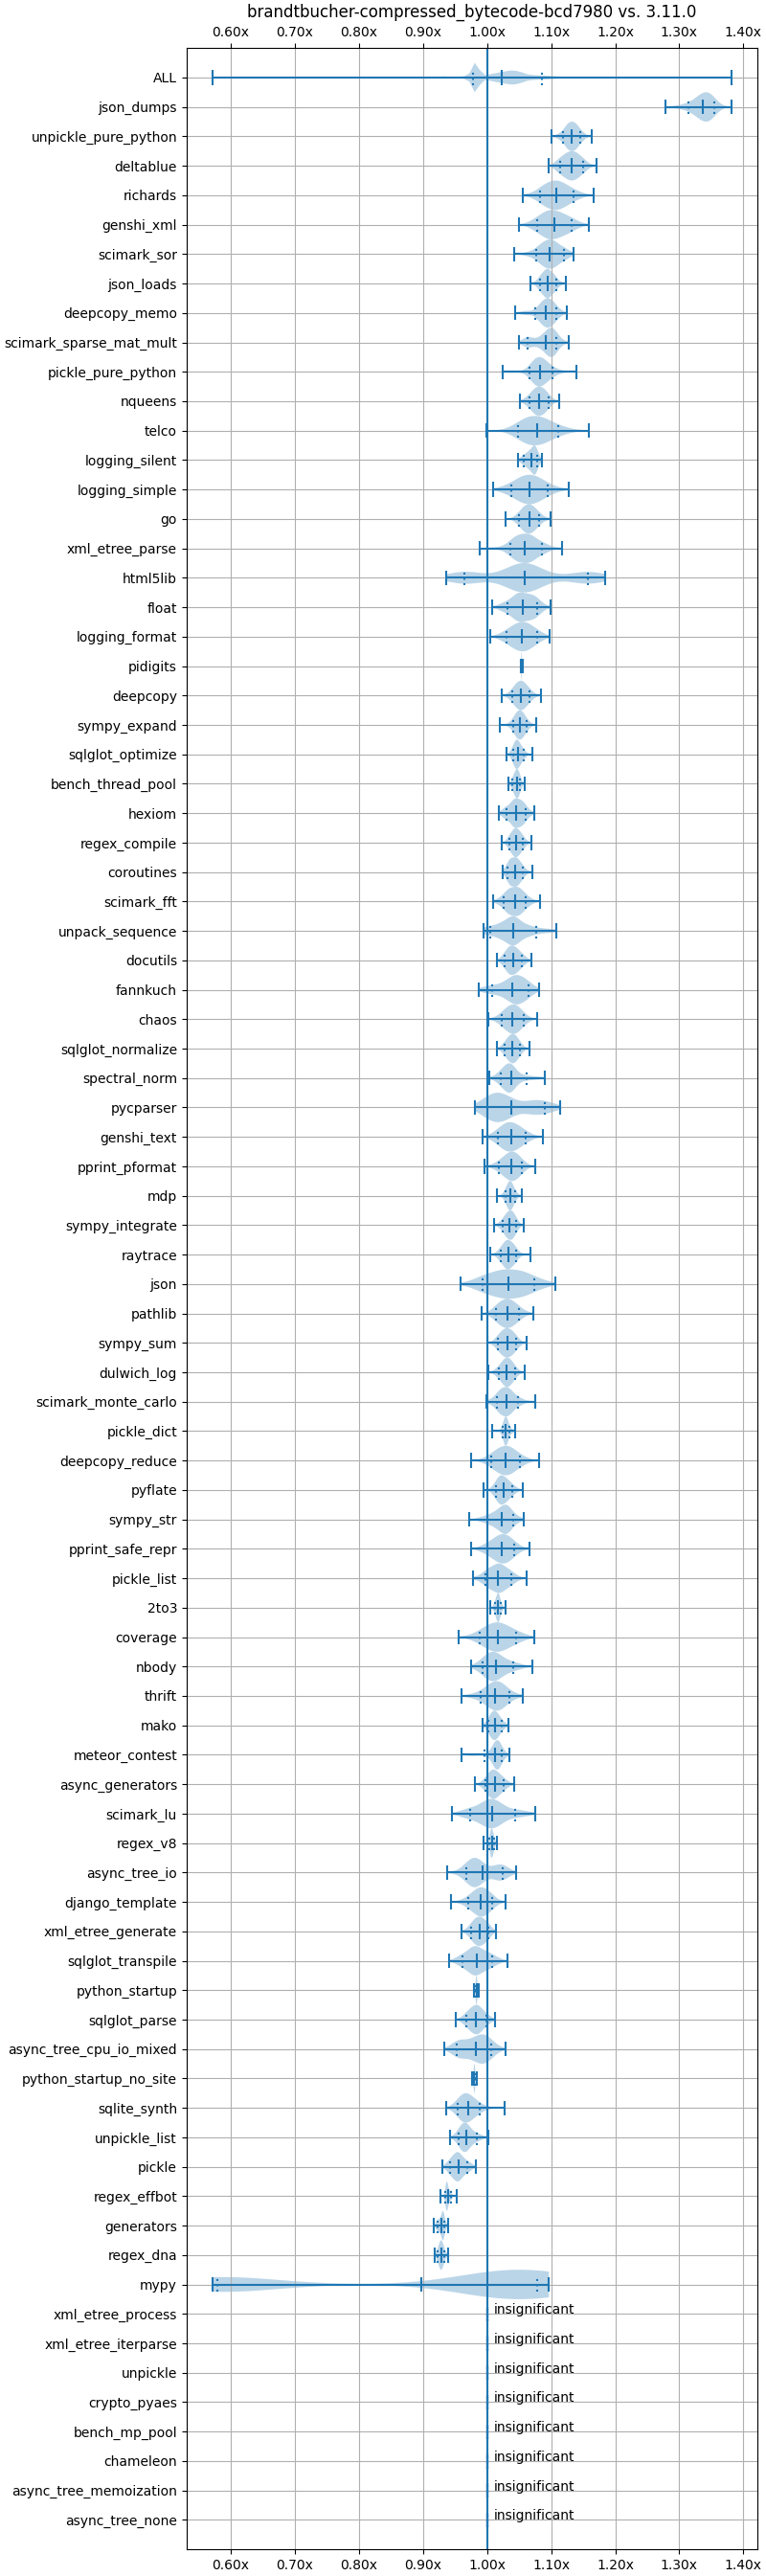 brandtbucher-compressed_bytecode-bcd7980 vs. 3.11.0
0.60x 0.70x 0.80x 0.90x 1.00x 1.10x 1.20x 1.30x 1.40x
ALL
json_dumps
unpickle_pure_python
deltablue
richards
genshi_xml
scimark_sor
json_loads
deepcopy_memo
scimark_sparse_mat_mult
pickle_pure_python
nqueens
telco
logging_silent
logging_simple
go
xml_etree_parse
html5lib
float
logging_format
pidigits
deepcopy
sympy_expand
sqlglot_optimize
bench_thread_pool
hexiom
regex_compile
coroutines
scimark_fft
unpack_sequence
docutils
fannkuch
chaos
sqlglot_normalize
spectral_norm
pycparser
genshi_text
pprint_pformat
mdp
sympy_integrate
raytrace
json
pathlib
sympy_sum
dulwich_log
scimark_monte_carlo
pickle_dict
deepcopy_reduce
pyflate
sympy_str
pprint_safe_repr
pickle_list
2to3
coverage
nbody
thrift
mako
meteor_contest
async_generators
scimark_lu
regex_v8
async_tree_io
django_template
xml_etree_generate
sqlglot_transpile
python_startup
sqlglot_parse
async_tree_cpu_io_mixed
python_startup_no_site
sqlite_synth
unpickle_list
pickle
regex_effbot
generators
regex_dna
mypy
xml_etree_process insignificant
xml_etree_iterparse insignificant
unpickle insignificant
crypto_pyaes insignificant
bench_mp_pool insignificant
chameleon insignificant
async_tree_memoization insignificant
async_tree_none insignificant
0.60x 0.70x 0.80x 0.90x 1.00x 1.10x 1.20x 1.30x 1.40x